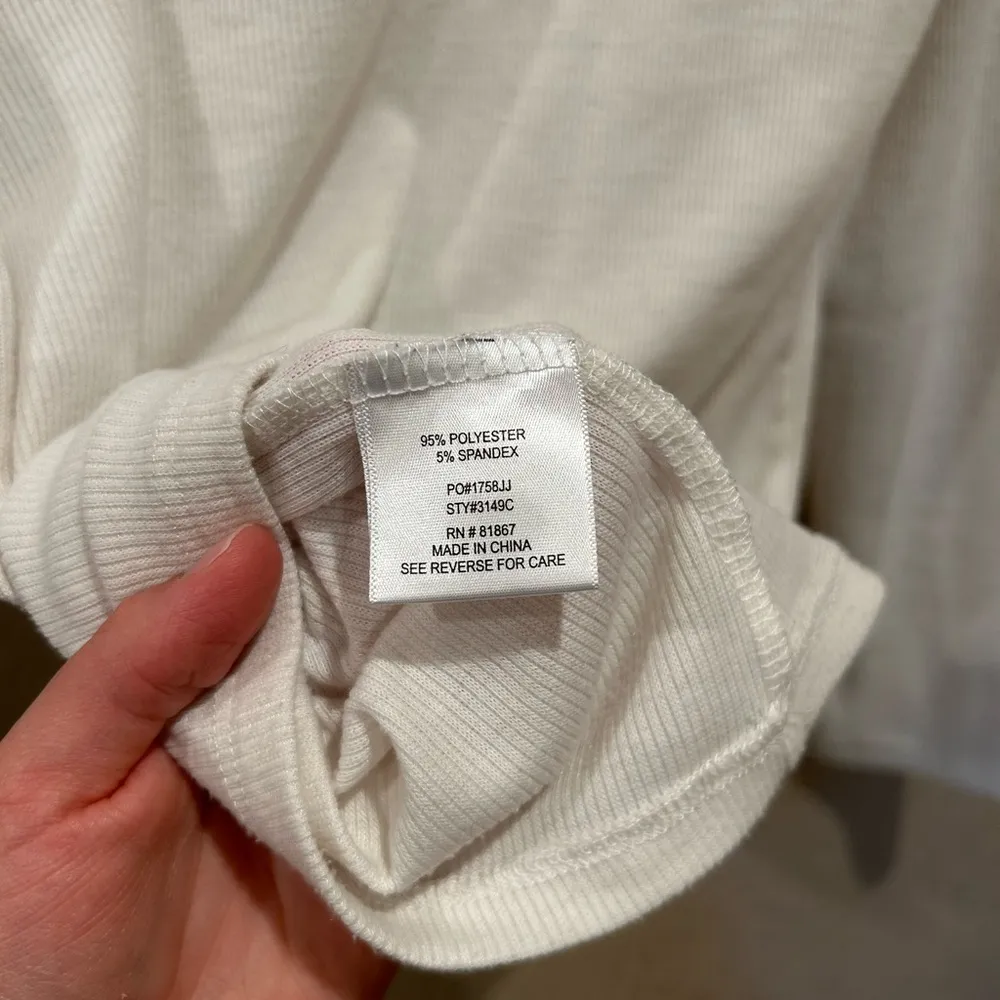 95% POLYESTER
5% SPANDEX
PO#1758JJ
STY#3149C
RN # 81867
MADE IN CHINA
SEE REVERSE FOR CARE